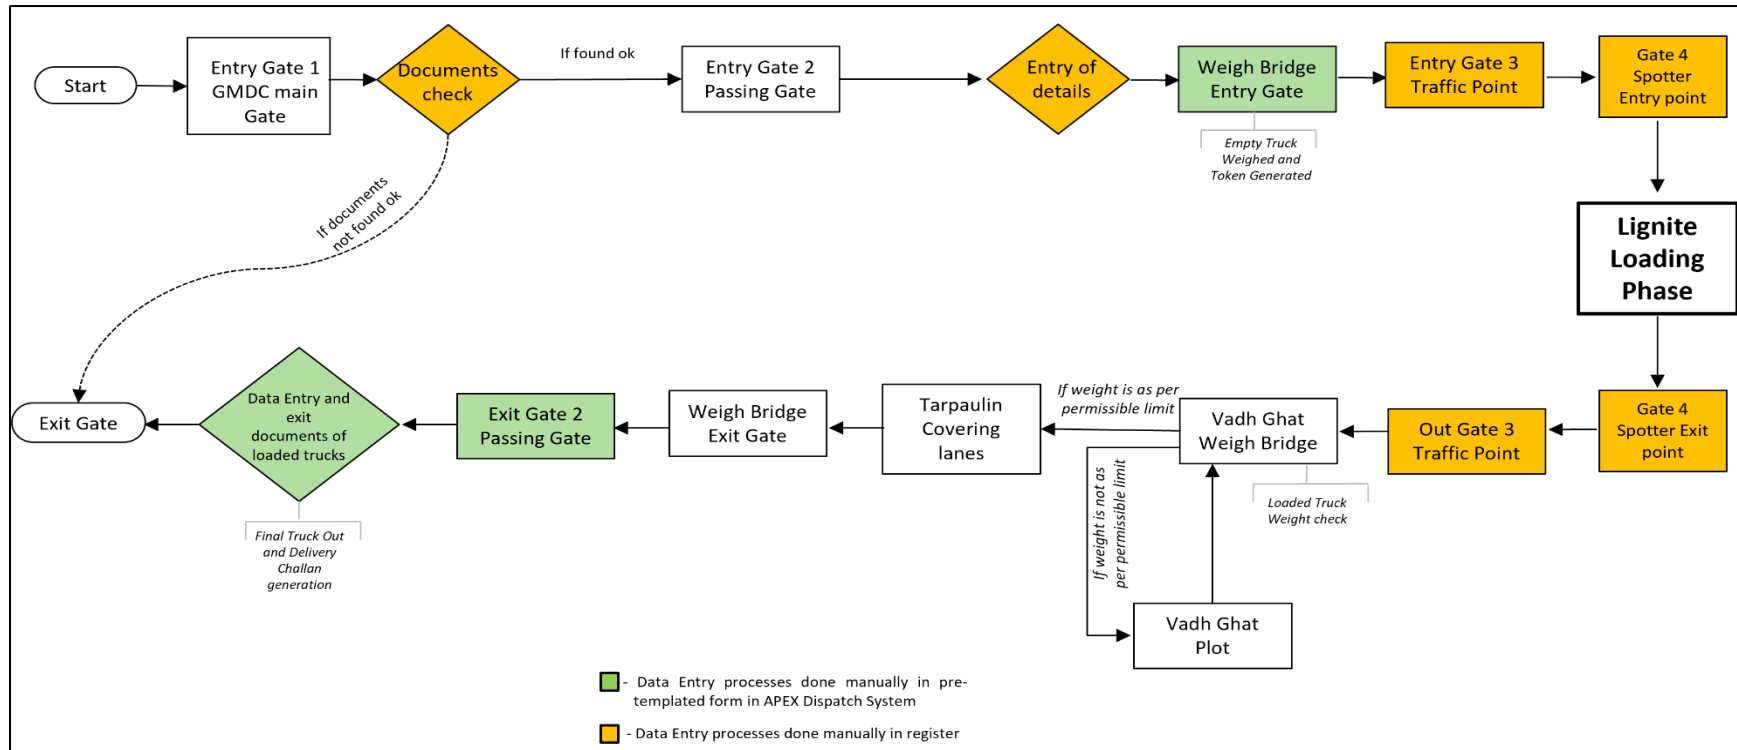 Start
Entry Gate 1
GMDC main
Gate
Documents
check
If found ok
Entry Gate 2
Passing Gate
Entry of
details
Weigh Bridge
Entry Gate
Empty Truck
Weighed and
Token Generated
Entry Gate 3
Traffic Point
Gate 4
Spotter
Entry point
If documents
not found ok
Lignite
Loading
Phase
Gate 4
Spotter Exit
point
Out Gate 3
Traffic Point
Vadh Ghat
Weigh Bridge
Loaded Truck
Weight check
If weight is as per
permissible limit
If weight is not as
per permissible limit
Vadh Ghat
Plot
Tarpaulin
Covering
lanes
Weigh Bridge
Exit Gate
Exit Gate 2
Passing Gate
Data Entry and
exit
documents of
loaded trucks
Final Truck Out
and Delivery
Challan
generation
Exit Gate
- Data Entry processes done manually in pre-
templated form in APEX Dispatch System
- Data Entry processes done manually in register